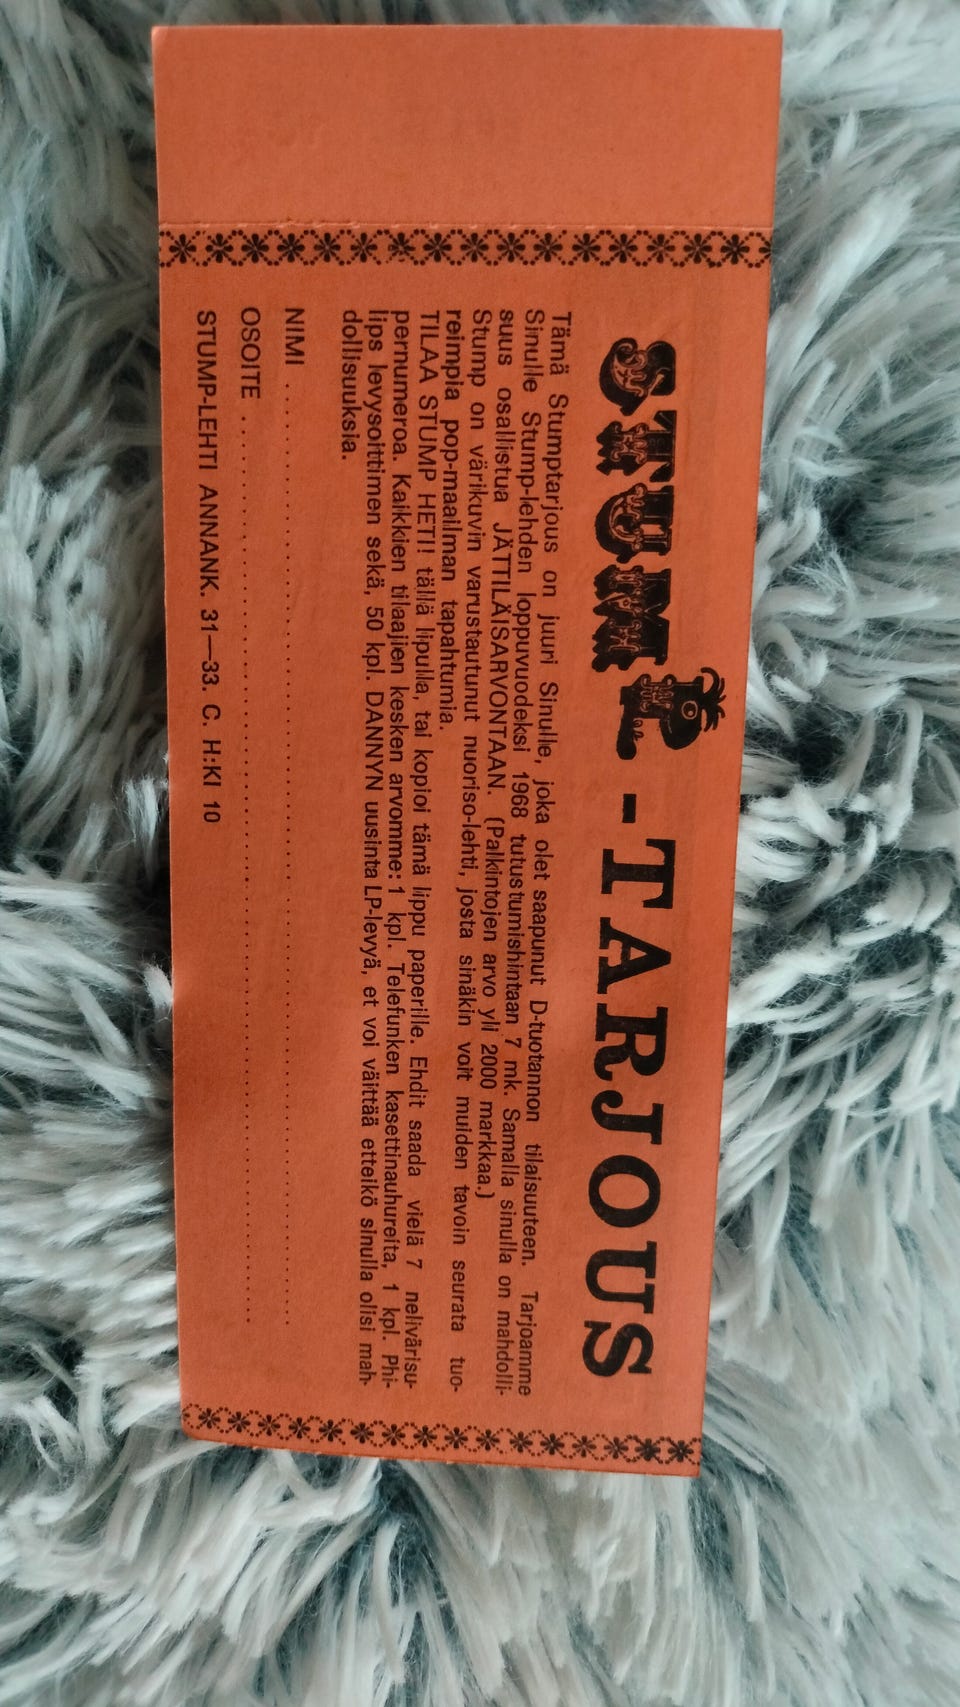 STUMP-TARJOUS
Tämä Stumptarjous on juuri Sinulle, joka olet saapunut D-tuotannon tilaisuuteen. Tarjoamme
Sinulle Stump-lehden loppuvuodeksi 1968 tutustumishintaan 7 mk. Samalla sinulla on mahdolli-
suus osallistua JÄTTILÄISARVONTAAN. (Palkintojen arvo yli 2000 markkaa.)
Stump on värikuvin varustautunut nuoriso-lehti, josta sinäkin voit muiden tavoin seurata tuo-
reimpia pop-maailman tapahtumia.
TILAA STUMP HETI! tällä lipulla, tai kopioi tämä lippu paperille. Ehdit saada vielä 7 nelivärisu-
pernumeroa. Kaikkien tilaajien kesken arvomme: 1 kpl. Telefunken kasettinauhureita, 1 kpl. Phi-
lips levysoittimen sekä, 50 kpl. DANNYN uusinta LP-levyä, et voi väittää etteikö sinulla olisi mah-
dollisuuksia.
NIMI
OSOITE
STUMP-LEHTI ANNANK. 31—33. C. H:KI 10